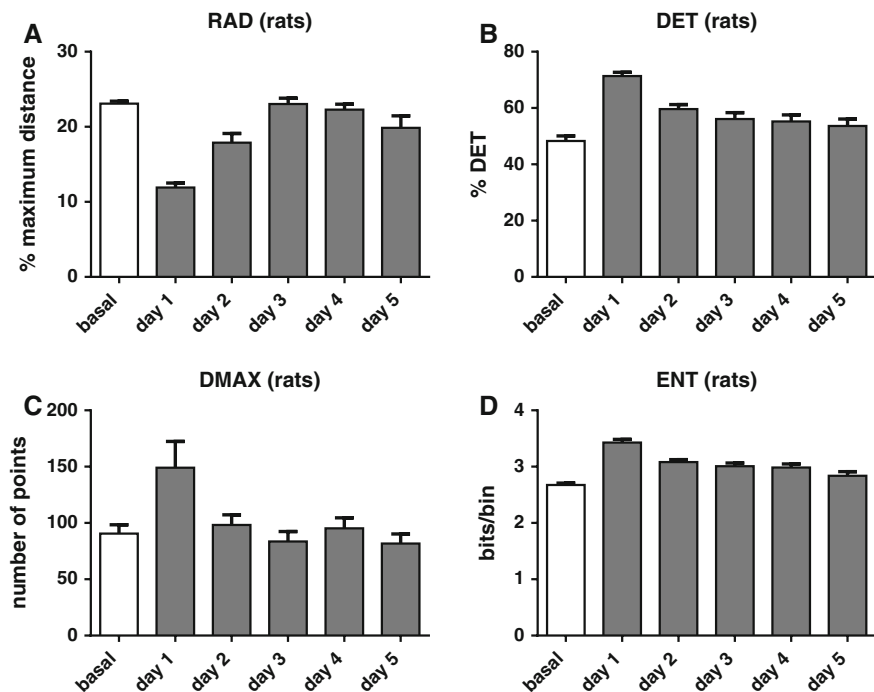 A
RAD (rats)
% maximum distance
30
20
10
0
basal
day 1
day 2
day 3
day 4
day 5
B
DET (rats)
% DET
80
60
40
20
0
basal
day 1
day 2
day 3
day 4
day 5
C
DMAX (rats)
number of points
200
150
100
50
0
basal
day 1
day 2
day 3
day 4
day 5
D
ENT (rats)
bits/bin
4
3
2
1
0
basal
day 1
day 2
day 3
day 4
day 5